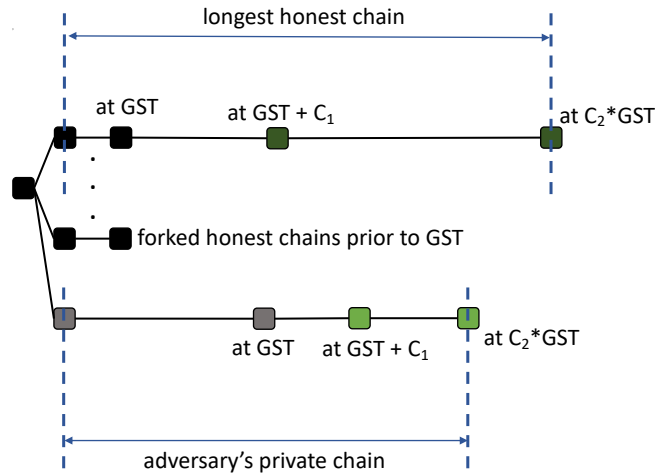 longest honest chain
at GST
at GST + C₁
at C₂*GST
forked honest chains prior to GST
at GST
at GST + C₁
at C₂*GST
adversary's private chain